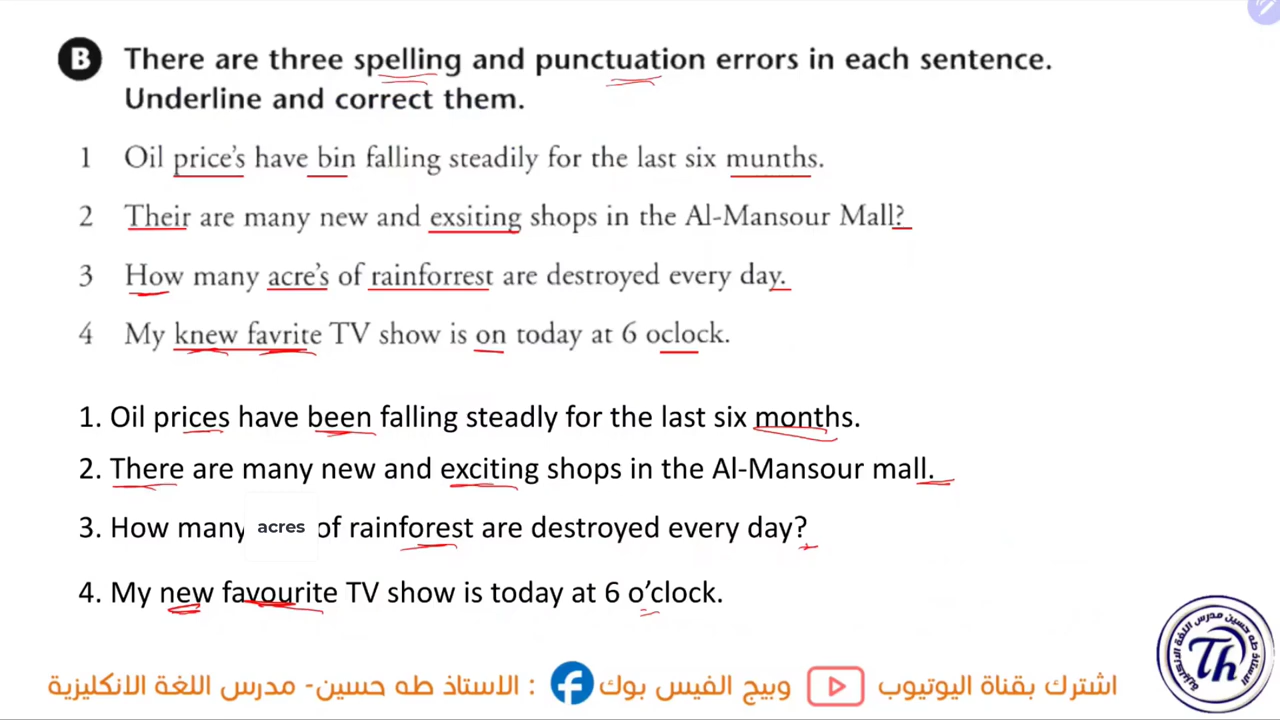 B There are three spelling and punctuation errors in each sentence.
Underline and correct them.
1 Oil price's have bin falling steadily for the last six munths.
2 Their are many new and exsiting shops in the Al-Mansour Mall?
3 How many acre's of rainforrest are destroyed every day.
4 My knew favrite TV show is on today at 6 oclock.
1. Oil prices have been falling steadly for the last six months.
2. There are many new and exciting shops in the Al-Mansour mall.
3. How many acres of rainforest are destroyed every day?
4. My new favourite TV show is today at 6 o'clock.
اشترك بقناة اليوتيوب وبيج الفيس بوك : الاستاذ طه حسين- مدرس اللغة الانكليزية
الاستاذ طه حسين مدرس اللغة الانكليزية
Th